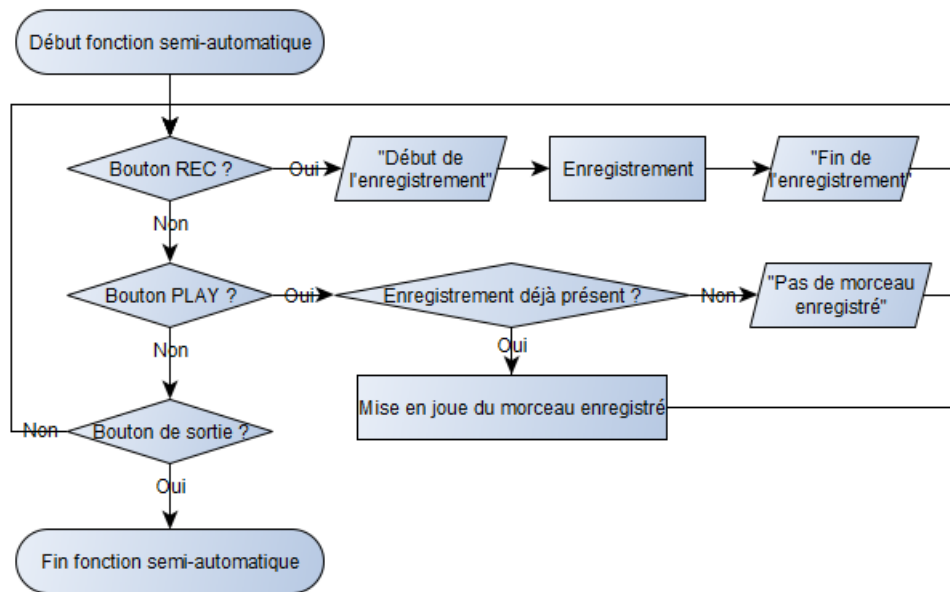 Début fonction semi-automatique
Bouton REC ?
Oui
"Début de
l'enregistrement"
Enregistrement
"Fin de
l'enregistrement"
Non
Bouton PLAY ?
Oui
Enregistrement déjà présent ?
Non
"Pas de morceau
enregistré"
Non
Oui
Mise en joue du morceau enregistré
Non
Bouton de sortie ?
Oui
Fin fonction semi-automatique